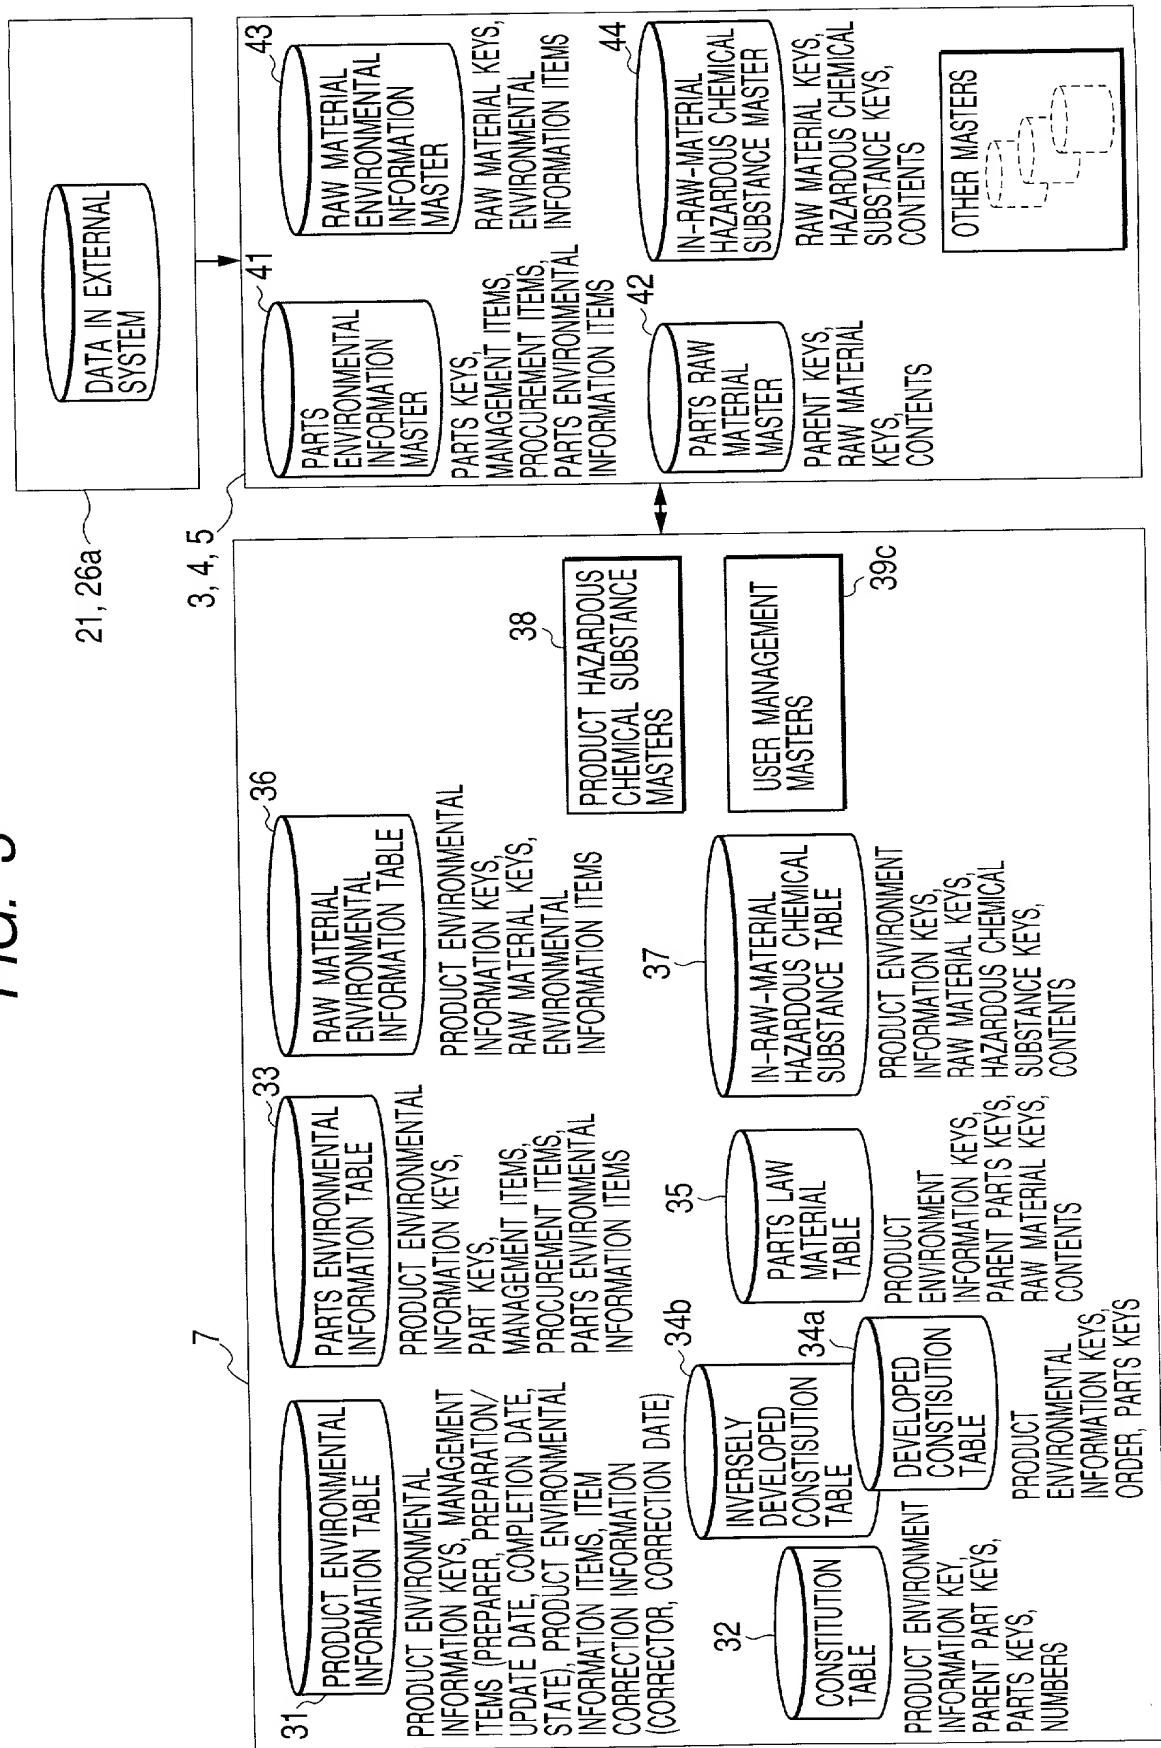 FIG. 3
7
31
PRODUCT ENVIRONMENTAL
INFORMATION TABLE
PRODUCT ENVIRONMENTAL
INFORMATION KEYS, MANAGEMENT
ITEMS (PREPARER, PREPARATION/
UPDATE DATE, COMPLETION DATE,
STATE), PRODUCT ENVIRONMENTAL
INFORMATION ITEMS, ITEM
CORRECTION INFORMATION
(CORRECTOR, CORRECTION DATE)
33
PARTS ENVIRONMENTAL
INFORMATION TABLE
PRODUCT ENVIRONMENTAL
INFORMATION KEYS,
PART KEYS,
MANAGEMENT ITEMS,
PROCUREMENT ITEMS,
PARTS ENVIRONMENTAL
INFORMATION ITEMS
36
RAW MATERIAL
ENVIRONMENTAL
INFORMATION TABLE
PRODUCT ENVIRONMENTAL
INFORMATION KEYS,
RAW MATERIAL KEYS,
ENVIRONMENTAL
INFORMATION ITEMS
32
CONSTITUTION
TABLE
PRODUCT ENVIRONMENT
INFORMATION KEY,
PARENT PART KEYS,
PARTS KEYS,
NUMBERS
34b
INVERSELY
DEVELOPED
CONSTISUTION
TABLE
34a
DEVELOPED
CONSTISUTION
TABLE
PRODUCT
ENVIRONMENTAL
INFORMATION KEYS,
ORDER, PARTS KEYS
35
PARTS LAW
MATERIAL
TABLE
PRODUCT
ENVIRONMENT
INFORMATION KEYS,
PARENT PARTS KEYS,
RAW MATERIAL KEYS,
CONTENTS
37
IN-RAW-MATERIAL
HAZARDOUS CHEMICAL
SUBSTANCE TABLE
PRODUCT ENVIRONMENT
INFORMATION KEYS,
RAW MATERIAL KEYS,
HAZARDOUS CHEMICAL
SUBSTANCE KEYS,
CONTENTS
38
PRODUCT HAZARDOUS
CHEMICAL SUBSTANCE
MASTERS
USER MANAGEMENT
MASTERS
39c
21, 26a
DATA IN EXTERNAL
SYSTEM
3, 4, 5
41
PARTS
ENVIRONMENTAL
INFORMATION
MASTER
PARTS KEYS,
MANAGEMENT ITEMS,
PROCUREMENT ITEMS,
PARTS ENVIRONMENTAL
INFORMATION ITEMS
43
RAW MATERIAL
ENVIRONMENTAL
INFORMATION
MASTER
RAW MATERIAL KEYS,
ENVIRONMENTAL
INFORMATION ITEMS
42
PARTS RAW
MATERIAL
MASTER
PARENT KEYS,
RAW MATERIAL
KEYS,
CONTENTS
44
IN-RAW-MATERIAL
HAZARDOUS CHEMICAL
SUBSTANCE MASTER
RAW MATERIAL KEYS,
HAZARDOUS CHEMICAL
SUBSTANCE KEYS,
CONTENTS
OTHER MASTERS